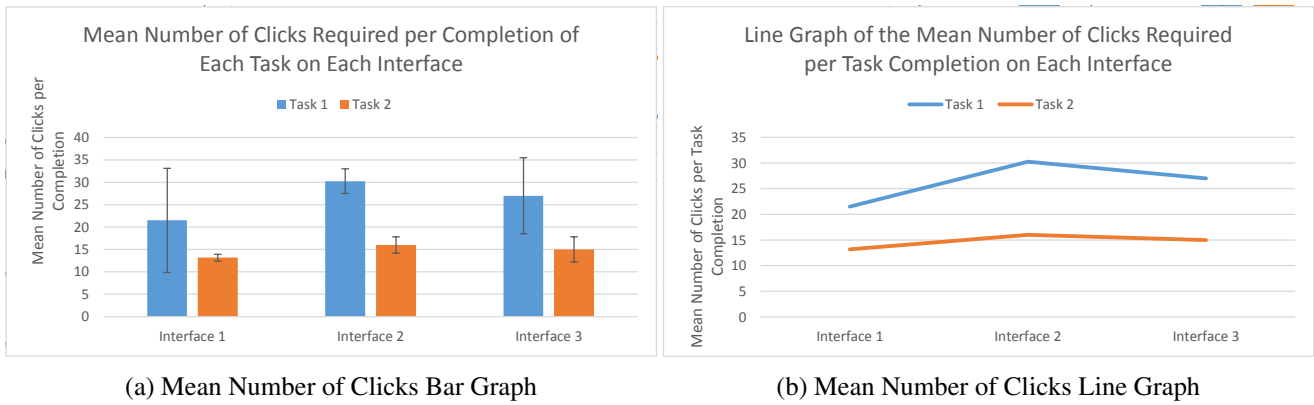 Mean Number of Clicks Required per Completion of
Each Task on Each Interface
Task 1 Task 2
Mean Number of Clicks per
Completion
40
35
30
25
20
15
10
5
0
Interface 1 Interface 2 Interface 3
(a) Mean Number of Clicks Bar Graph
Line Graph of the Mean Number of Clicks Required
per Task Completion on Each Interface
Task 1 Task 2
Mean Number of Clicks per Task
Completion
35
30
25
20
15
10
5
0
Interface 1 Interface 2 Interface 3
(b) Mean Number of Clicks Line Graph